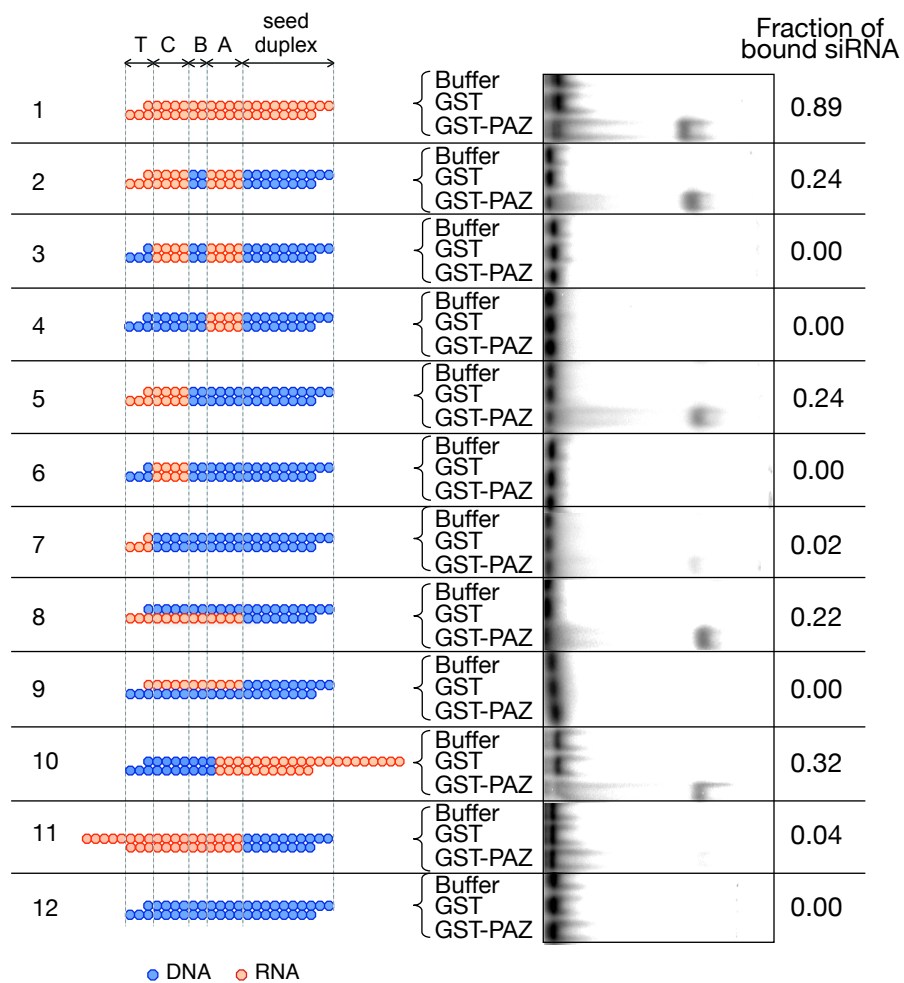 seed
T C B A duplex
Fraction of
bound siRNA
1
Buffer
GST
GST-PAZ
0.89
2
Buffer
GST
GST-PAZ
0.24
3
Buffer
GST
GST-PAZ
0.00
4
Buffer
GST
GST-PAZ
0.00
5
Buffer
GST
GST-PAZ
0.24
6
Buffer
GST
GST-PAZ
0.00
7
Buffer
GST
GST-PAZ
0.02
8
Buffer
GST
GST-PAZ
0.22
9
Buffer
GST
GST-PAZ
0.00
10
Buffer
GST
GST-PAZ
0.32
11
Buffer
GST
GST-PAZ
0.04
12
Buffer
GST
GST-PAZ
0.00
DNA RNA